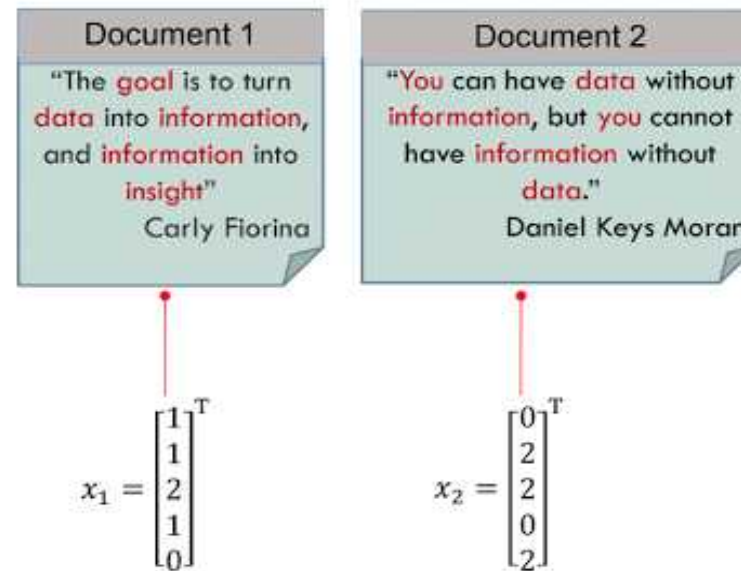 Document 1
“The goal is to turn
data into information,
and information into
insight”
Carly Fiorina
Document 2
“You can have data without
information, but you cannot
have information without
data.”
Daniel Keys Moran
x₁ = [1 1 2 1 0]ᵀ
x₂ = [0 2 2 0 2]ᵀ